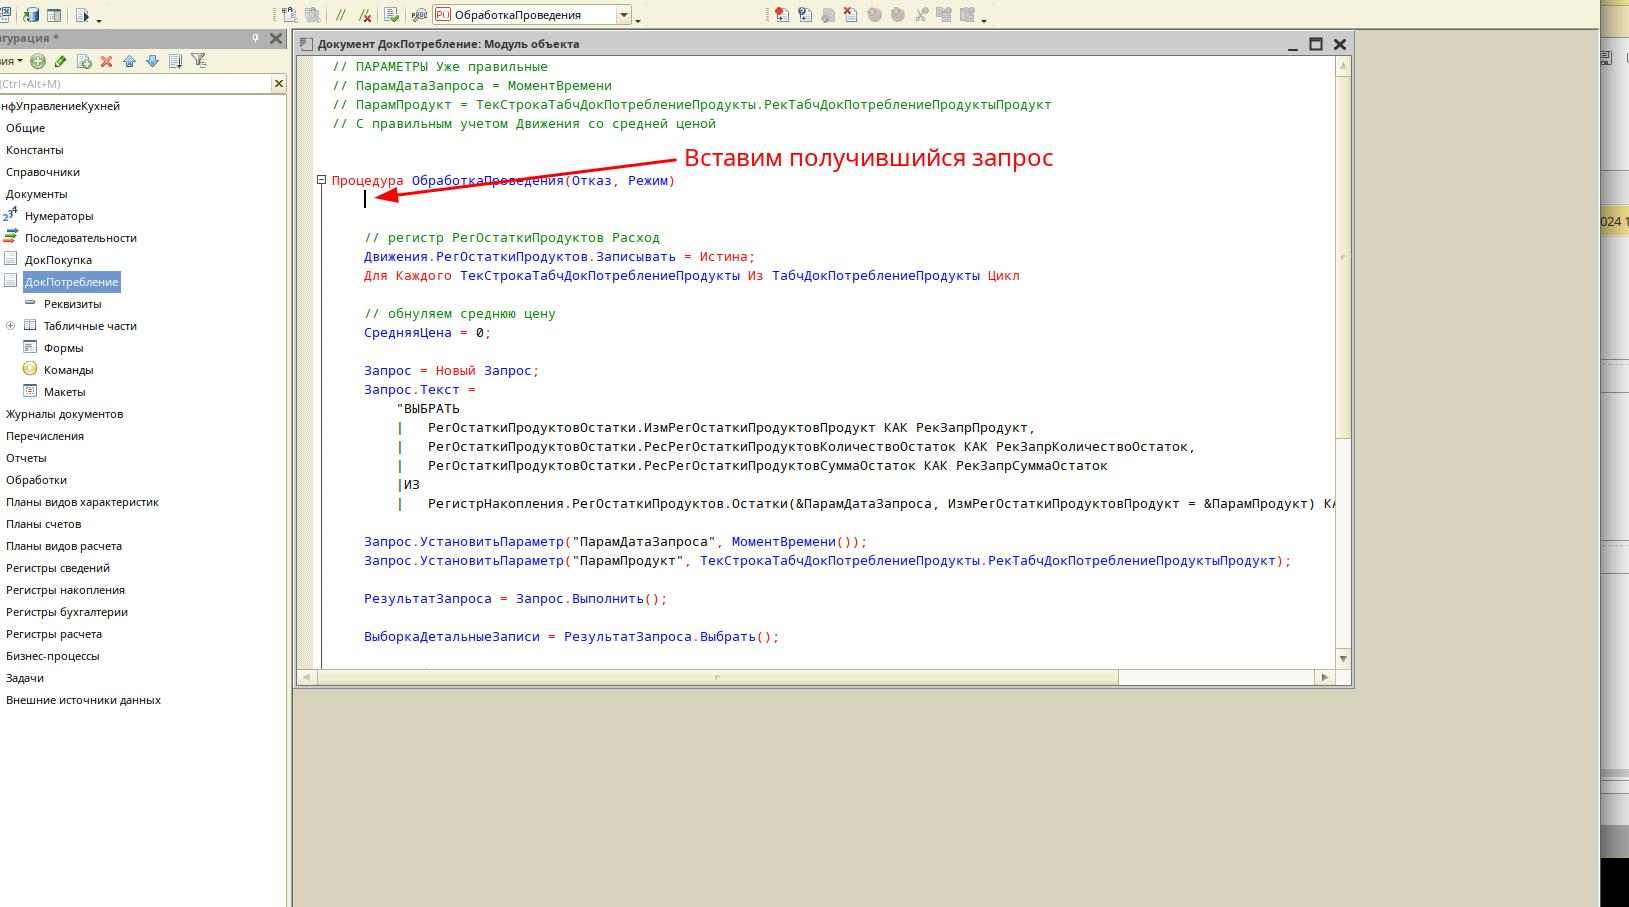 ОбработкаПроведения
гурация *
Документ ДокПотребление: Модуль объекта
ия
(Ctrl+Alt+M)
нфУправлениеКухней
Общие
Константы
Справочники
Документы
Нумераторы
Последовательности
ДокПокупка
ДокПотребление
Реквизиты
Табличные части
Формы
Команды
Макеты
Журналы документов
Перечисления
Отчеты
Обработки
Планы видов характеристик
Планы счетов
Планы видов расчета
Регистры сведений
Регистры накопления
Регистры бухгалтерии
Регистры расчета
Бизнес-процессы
Задачи
Внешние источники данных
// ПАРАМЕТРЫ Уже правильные
// ПарамДатаЗапроса = МоментВремени
// ПарамПродукт = ТекСтрокаТабчДокПотреблениеПродукты.РекТабчДокПотреблениеПродуктыПродукт
// С правильным учетом Движения со средней ценой
Вставим получившийся запрос
Процедура ОбработкаПроведения(Отказ, Режим)
// регистр РегОстаткиПродуктов Расход
Движения.РегОстаткиПродуктов.Записывать = Истина;
Для Каждого ТекСтрокаТабчДокПотреблениеПродукты Из ТабчДокПотреблениеПродукты Цикл
// обнуляем среднюю цену
СредняяЦена = 0;
Запрос = Новый Запрос;
Запрос.Текст =
"ВЫБРАТЬ
| РегОстаткиПродуктовОстатки.ИзмРегОстаткиПродуктовПродукт КАК РекЗапрПродукт,
| РегОстаткиПродуктовОстатки.РесРегОстаткиПродуктовКоличествоОстаток КАК РекЗапрКоличествоОстаток,
| РегОстаткиПродуктовОстатки.РесРегОстаткиПродуктовСуммаОстаток КАК РекЗапрСуммаОстаток
|ИЗ
| РегистрНакопления.РегОстаткиПродуктов.Остатки(&ПарамДатаЗапроса, ИзмРегОстаткиПродуктовПродукт = &ПарамПродукт) КА
Запрос.УстановитьПараметр("ПарамДатаЗапроса", МоментВремени());
Запрос.УстановитьПараметр("ПарамПродукт", ТекСтрокаТабчДокПотреблениеПродукты.РекТабчДокПотреблениеПродуктыПродукт);
РезультатЗапроса = Запрос.Выполнить();
ВыборкаДетальныеЗаписи = РезультатЗапроса.Выбрать();
024 1